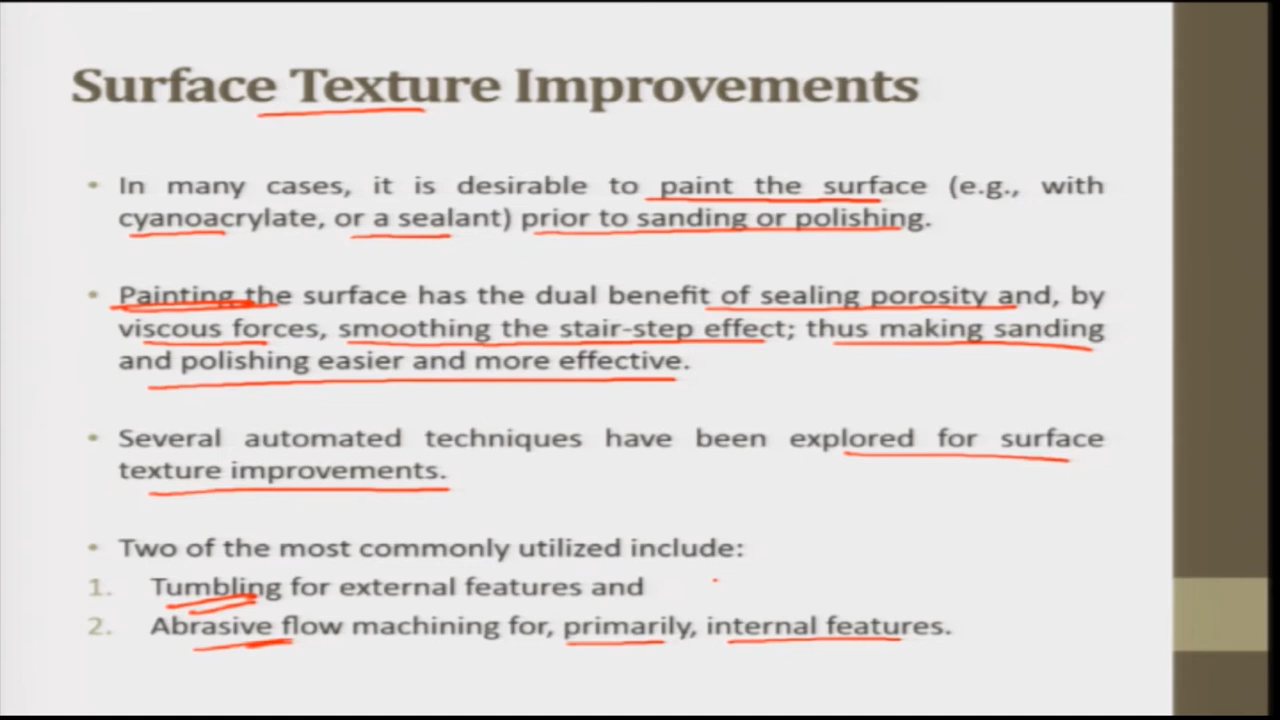 Surface Texture Improvements
• In many cases, it is desirable to paint the surface (e.g., with
cyanoacrylate, or a sealant) prior to sanding or polishing.
• Painting the surface has the dual benefit of sealing porosity and, by
viscous forces, smoothing the stair-step effect; thus making sanding
and polishing easier and more effective.
• Several automated techniques have been explored for surface
texture improvements.
• Two of the most commonly utilized include:
1. Tumbling for external features and
2. Abrasive flow machining for, primarily, internal features.